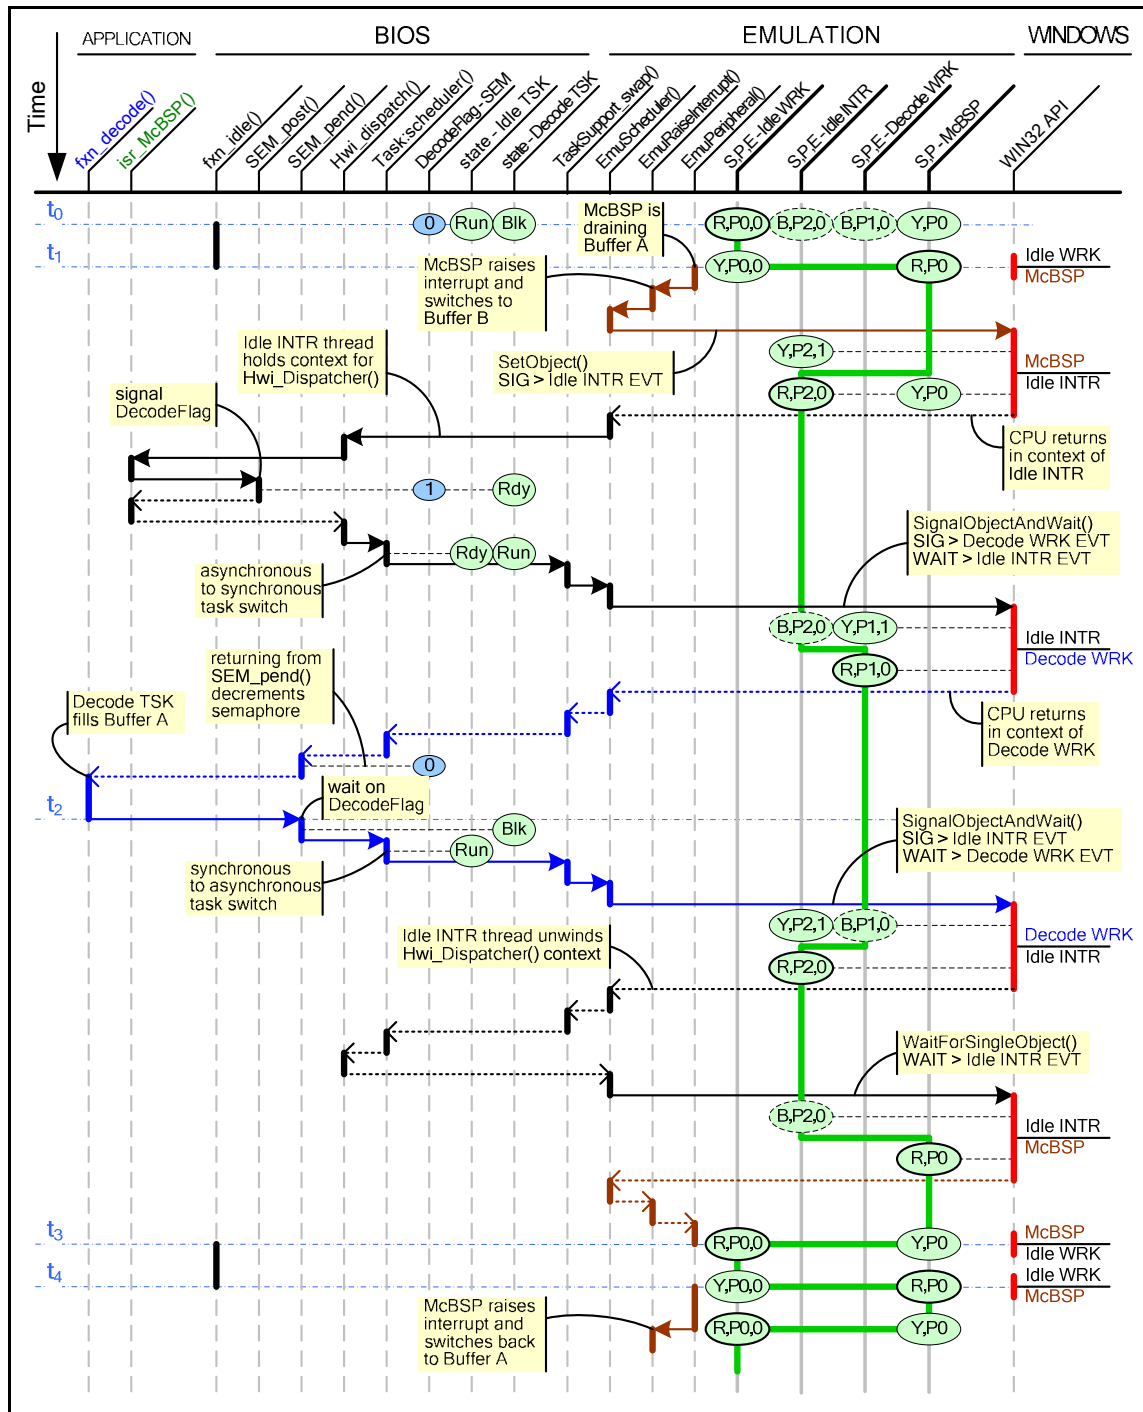 APPLICATION
BIOS
EMULATION
WINDOWS
Time
fxn_decode()
isr_McBSP()
fxn_idle()
SEM_post()
SEM_pend()
Hwi_dispatch()
Task:scheduler()
DecodeFlag - SEM
state - Idle TSK
state - Decode TSK
TaskSupport_swap()
EmuScheduler()
EmuRaiseInterrupt()
EmuPeripheral()
S,P,E - Idle WRK
S,P,E - Idle INTR
S,P,E - Decode WRK
S,P - McBSP
WIN32 API
t0
0
Run
Blk
McBSP is
draining
Buffer A
R,P0,0
B,P2,0
B,P1,0
Y,P0
t1
McBSP raises
interrupt and
switches to
Buffer B
Y,P0,0
R,P0
Idle WRK
McBSP
Idle INTR thread
holds context for
Hwi_Dispatcher()
SetObject()
SIG > Idle INTR EVT
Y,P2,1
McBSP
Idle INTR
R,P2,0
Y,P0
signal
DecodeFlag
CPU returns
in context of
Idle INTR
1
Rdy
SignalObjectAndWait()
SIG > Decode WRK EVT
WAIT > Idle INTR EVT
Rdy
Run
asynchronous
to synchronous
task switch
B,P2,0
Y,P1,1
Idle INTR
Decode WRK
R,P1,0
returning from
SEM_pend()
decrements
semaphore
Decode TSK
fills Buffer A
CPU returns
in context of
Decode WRK
0
wait on
DecodeFlag
t2
Blk
Run
SignalObjectAndWait()
SIG > Idle INTR EVT
WAIT > Decode WRK EVT
synchronous
to asynchronous
task switch
Y,P2,1
B,P1,0
Decode WRK
Idle INTR
Idle INTR thread unwinds
Hwi_Dispatcher() context
R,P2,0
WaitForSingleObject()
WAIT > Idle INTR EVT
B,P2,0
Idle INTR
McBSP
R,P0
t3
R,P0,0
Y,P0
McBSP
Idle WRK
t4
Y,P0,0
R,P0
Idle WRK
McBSP
McBSP raises
interrupt and
switches back
to Buffer A
R,P0,0
Y,P0